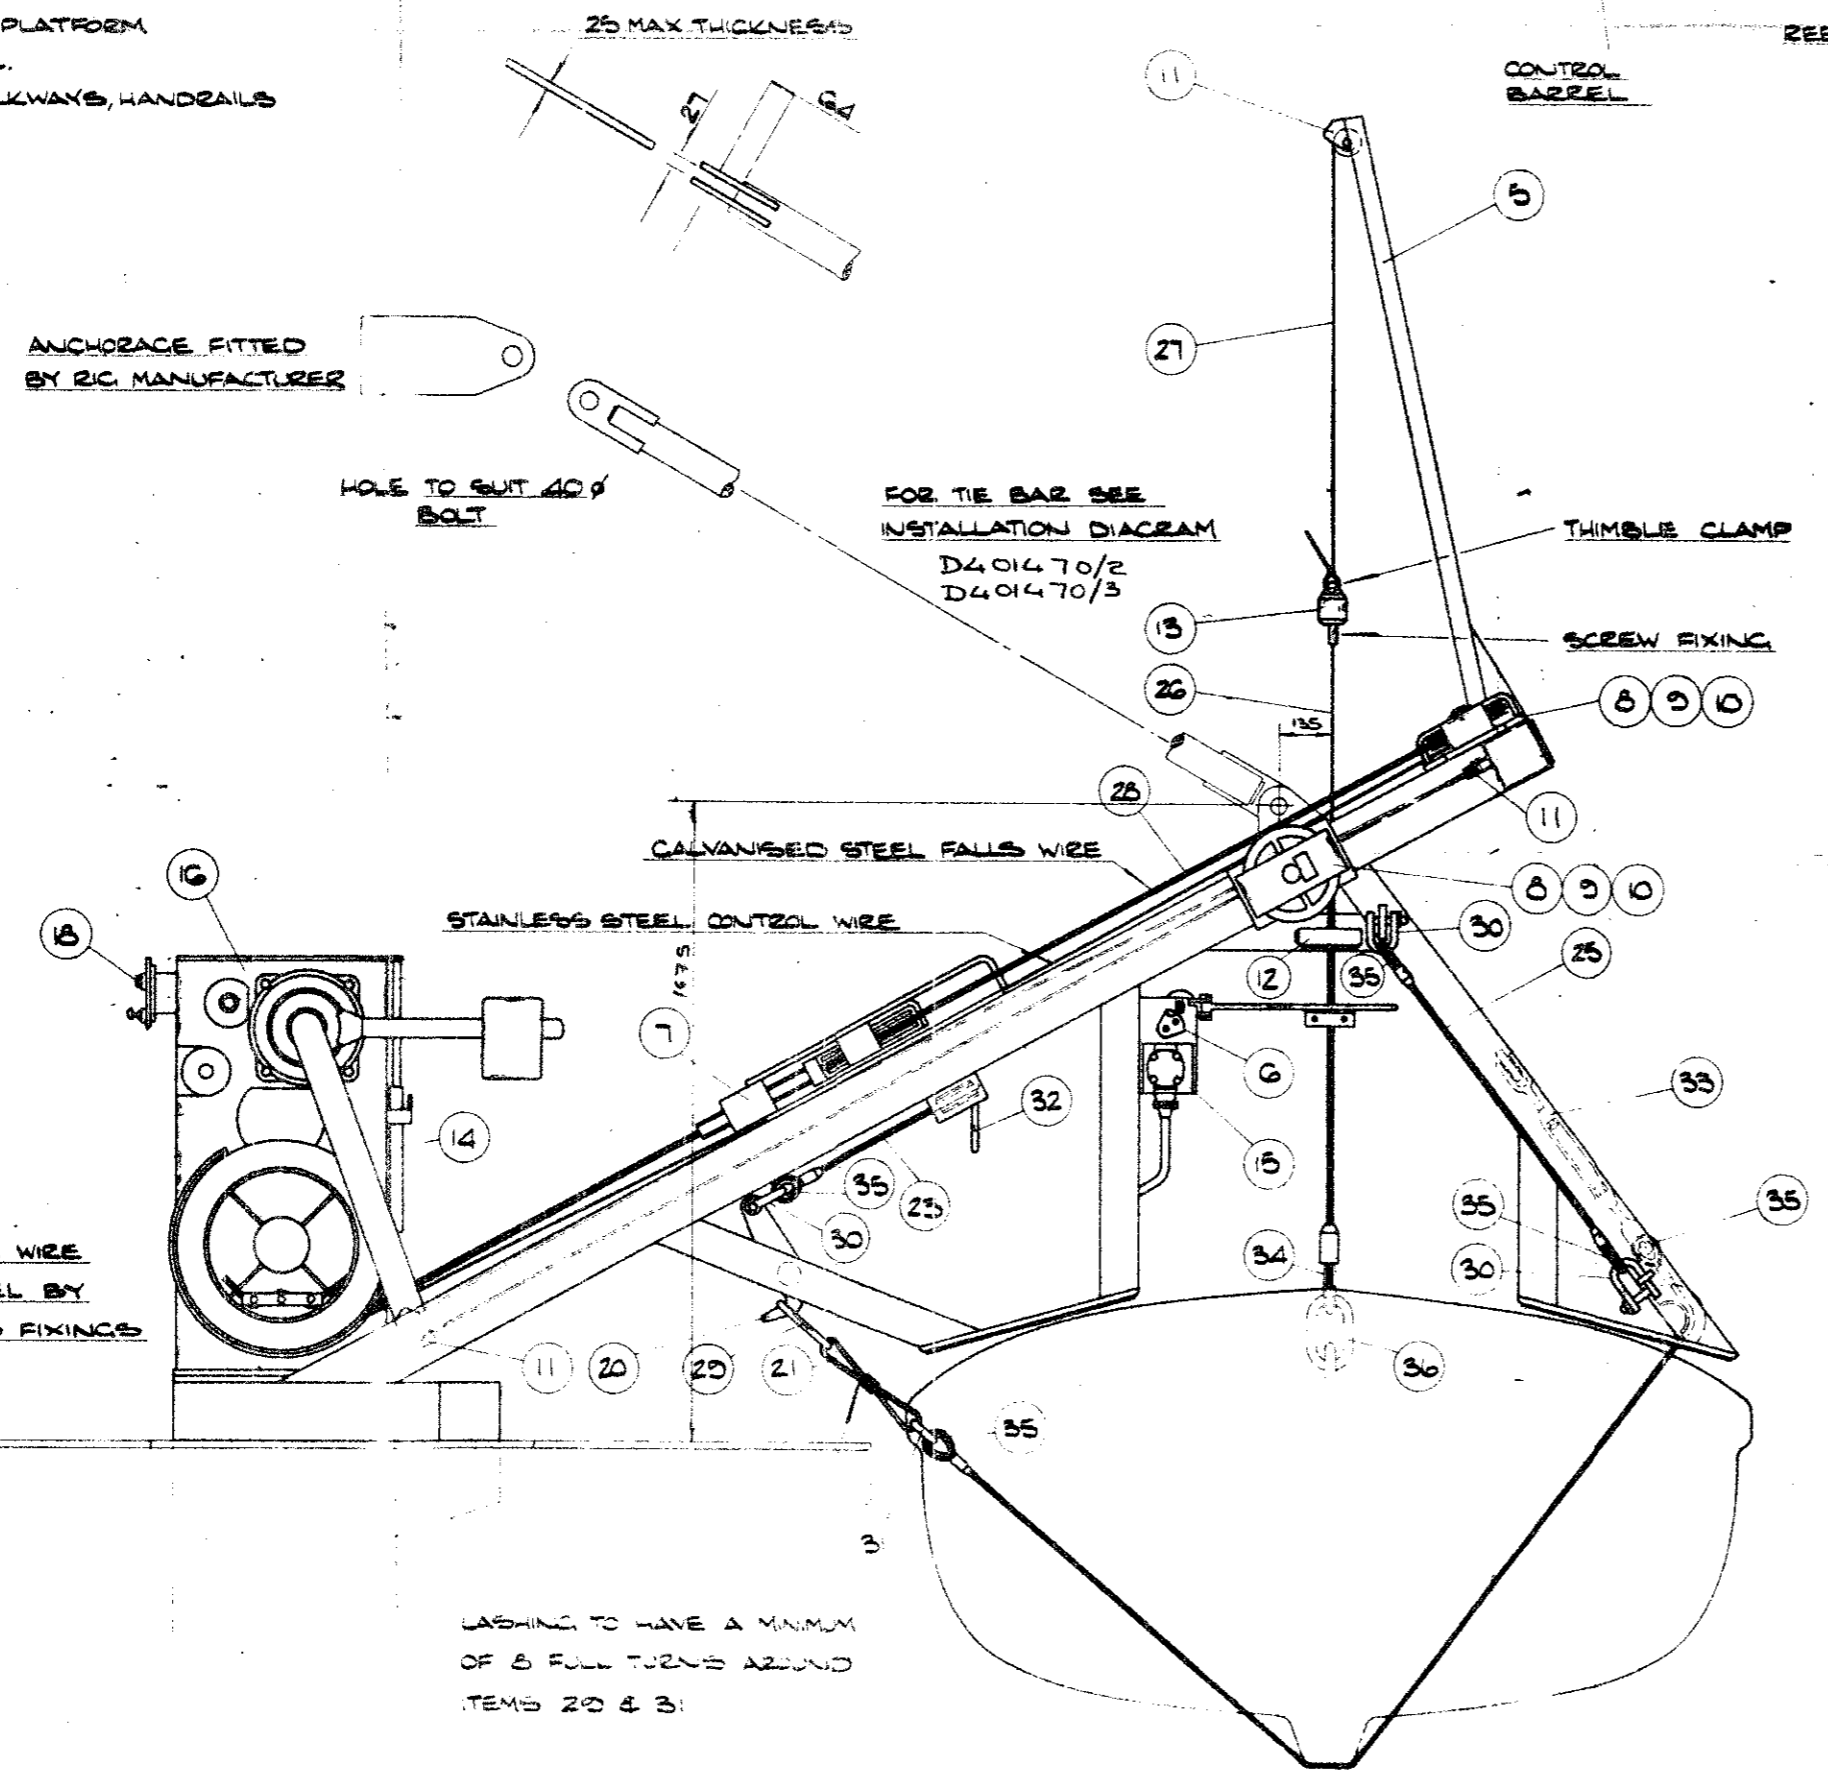 PLATFORM
LKWAYS, HANDRAILS
25 MAX THICKNESS
27
64
11
CONTROL
BARREL
REE
5
27
ANCHORAGE FITTED
BY RIG MANUFACTURER
HOLE TO SUIT 40 Ø
BOLT
FOR TIE BAR SEE
INSTALLATION DIAGRAM
D401470/2
D401470/3
THIMBLE CLAMP
13
SCREW FIXING
26
8 9 10
135
28
11
GALVANISED STEEL FALLS WIRE
16
8 9 10
18
STAINLESS STEEL CONTROL WIRE
30
1675
12
35
25
7
6
33
32
14
15
35
23
35
35
30
WIRE
34
30
EL BY
FIXINGS
11
20
29
21
36
35
31
LASHING TO HAVE A MINIMUM
OF 8 FULL TURNS AROUND
ITEMS 29 & 31